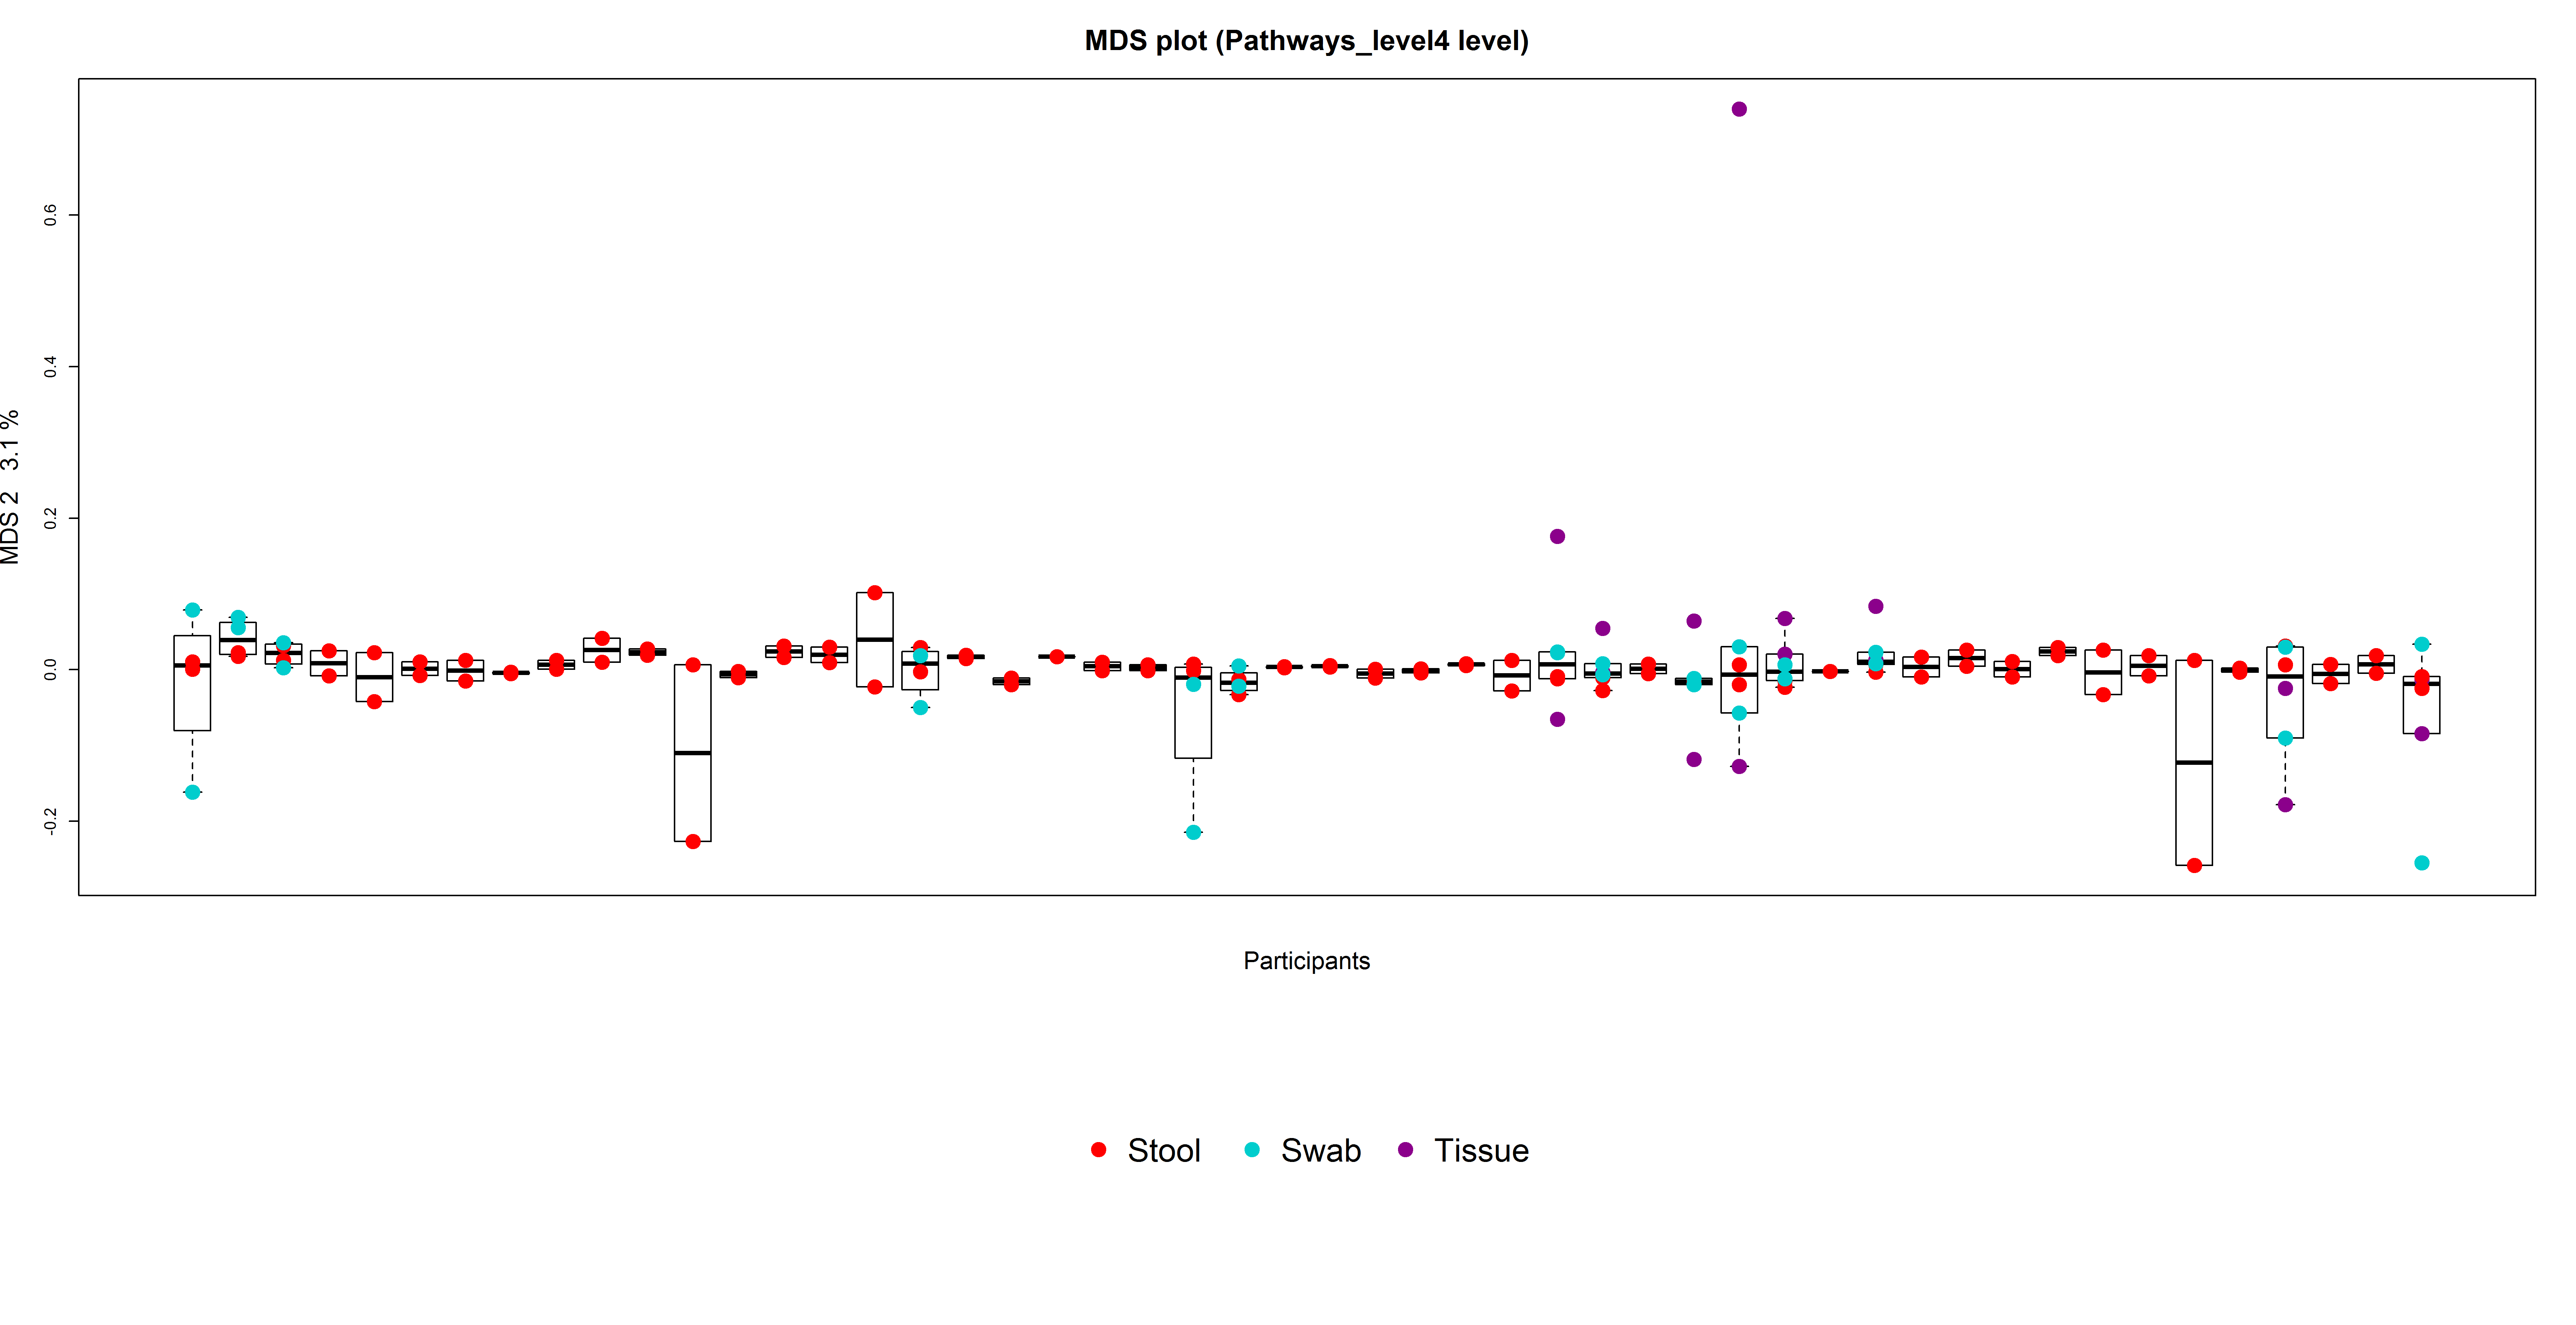 MDS plot (Pathways_level4 level)
MDS 2 3.1 %
0.6
0.4
0.2
0.0
-0.2
Participants
Stool Swab Tissue